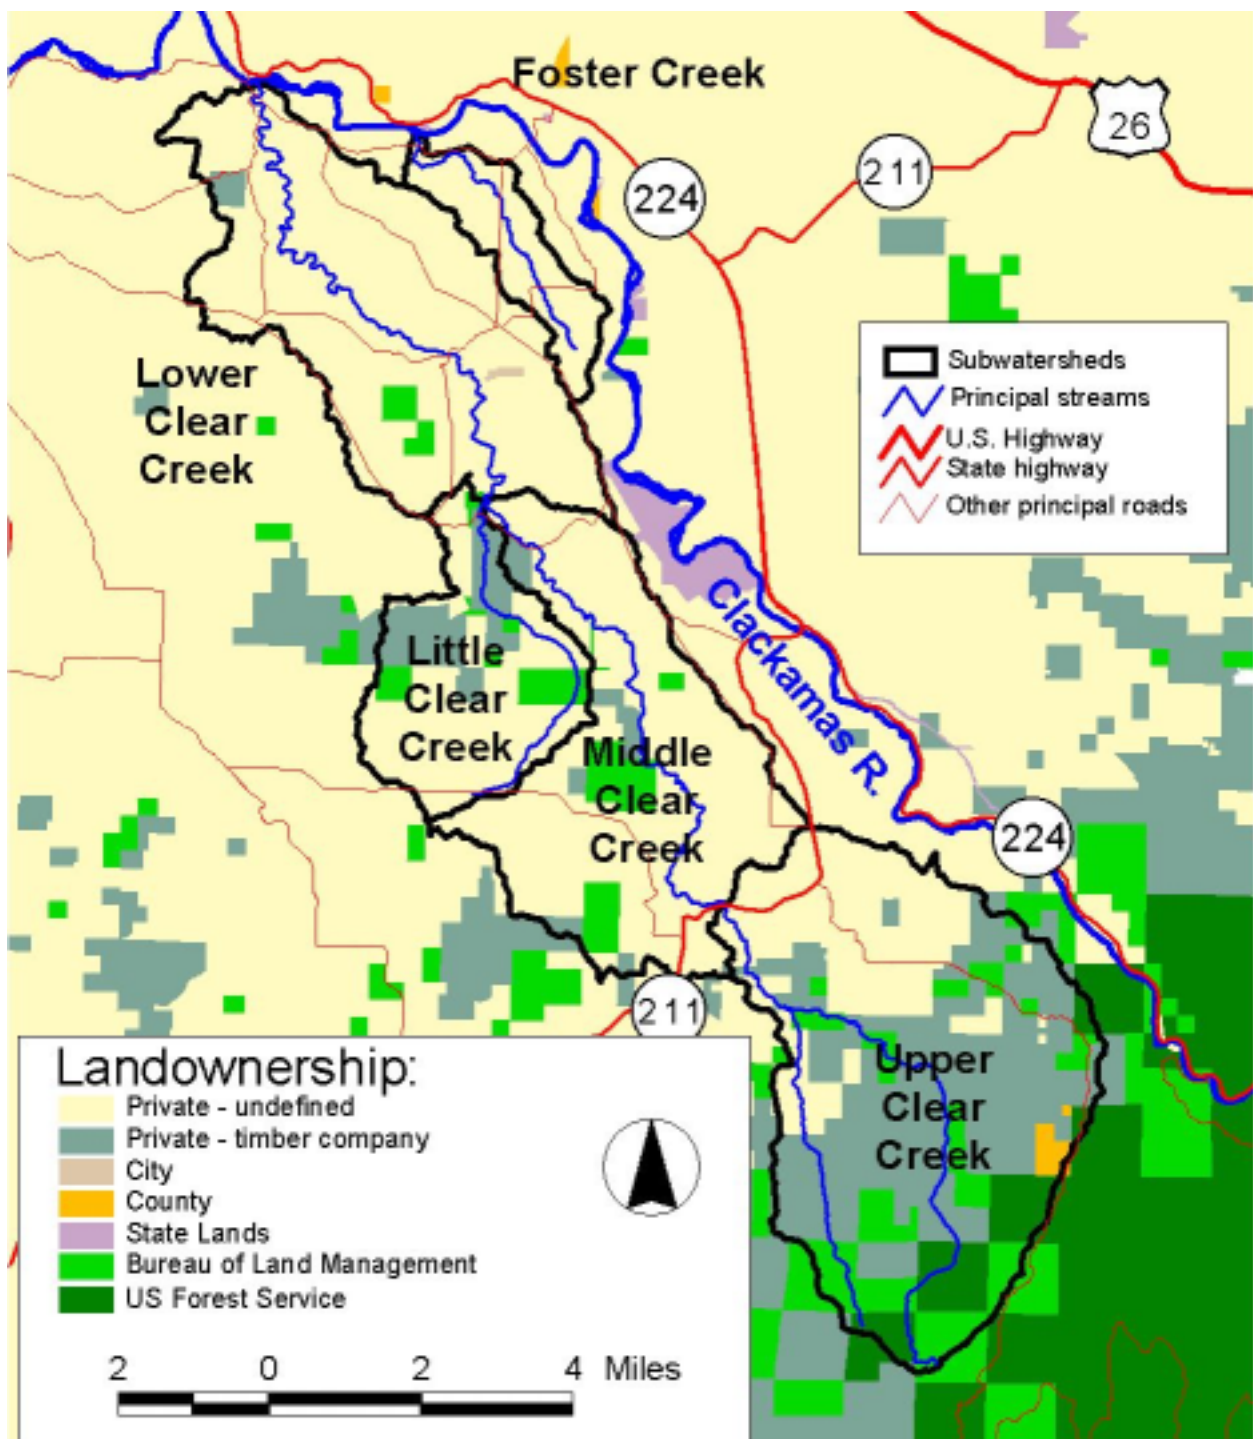 Foster Creek
26
211
224
Subwatersheds
Principal streams
U.S. Highway
State highway
Other principal roads
Lower
Clear
Creek
Clackamas R.
Little
Clear
Creek
Middle
Clear
Creek
224
211
Upper
Clear
Creek
Landownership:
Private - undefined
Private - timber company
City
County
State Lands
Bureau of Land Management
US Forest Service
2 0 2 4 Miles